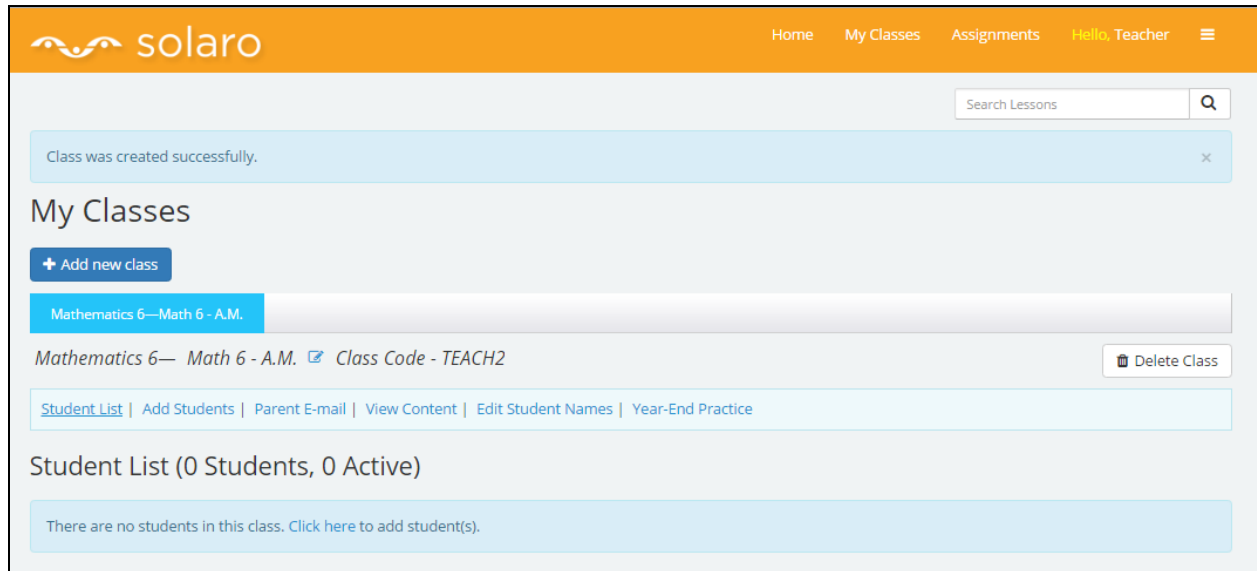 solaro
Home My Classes Assignments Hello, Teacher
Search Lessons
Class was created successfully. ×
My Classes
+ Add new class
Mathematics 6—Math 6 - A.M.
Mathematics 6— Math 6 - A.M. Class Code - TEACH2 Delete Class
Student List | Add Students | Parent E-mail | View Content | Edit Student Names | Year-End Practice
Student List (0 Students, 0 Active)
There are no students in this class. Click here to add student(s).